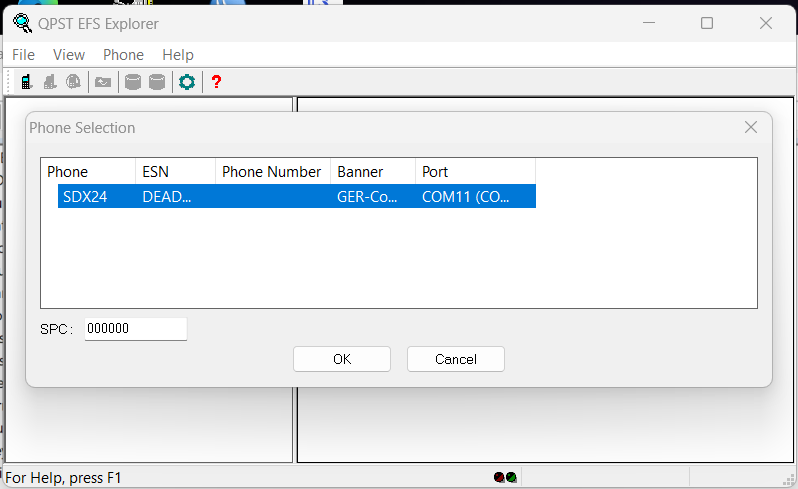 QPST EFS Explorer
File View Phone Help
?
Phone Selection
Phone ESN Phone Number Banner Port
SDX24 DEAD... GER-Co... COM11 (CO...
SPC: 000000
OK Cancel
For Help, press F1